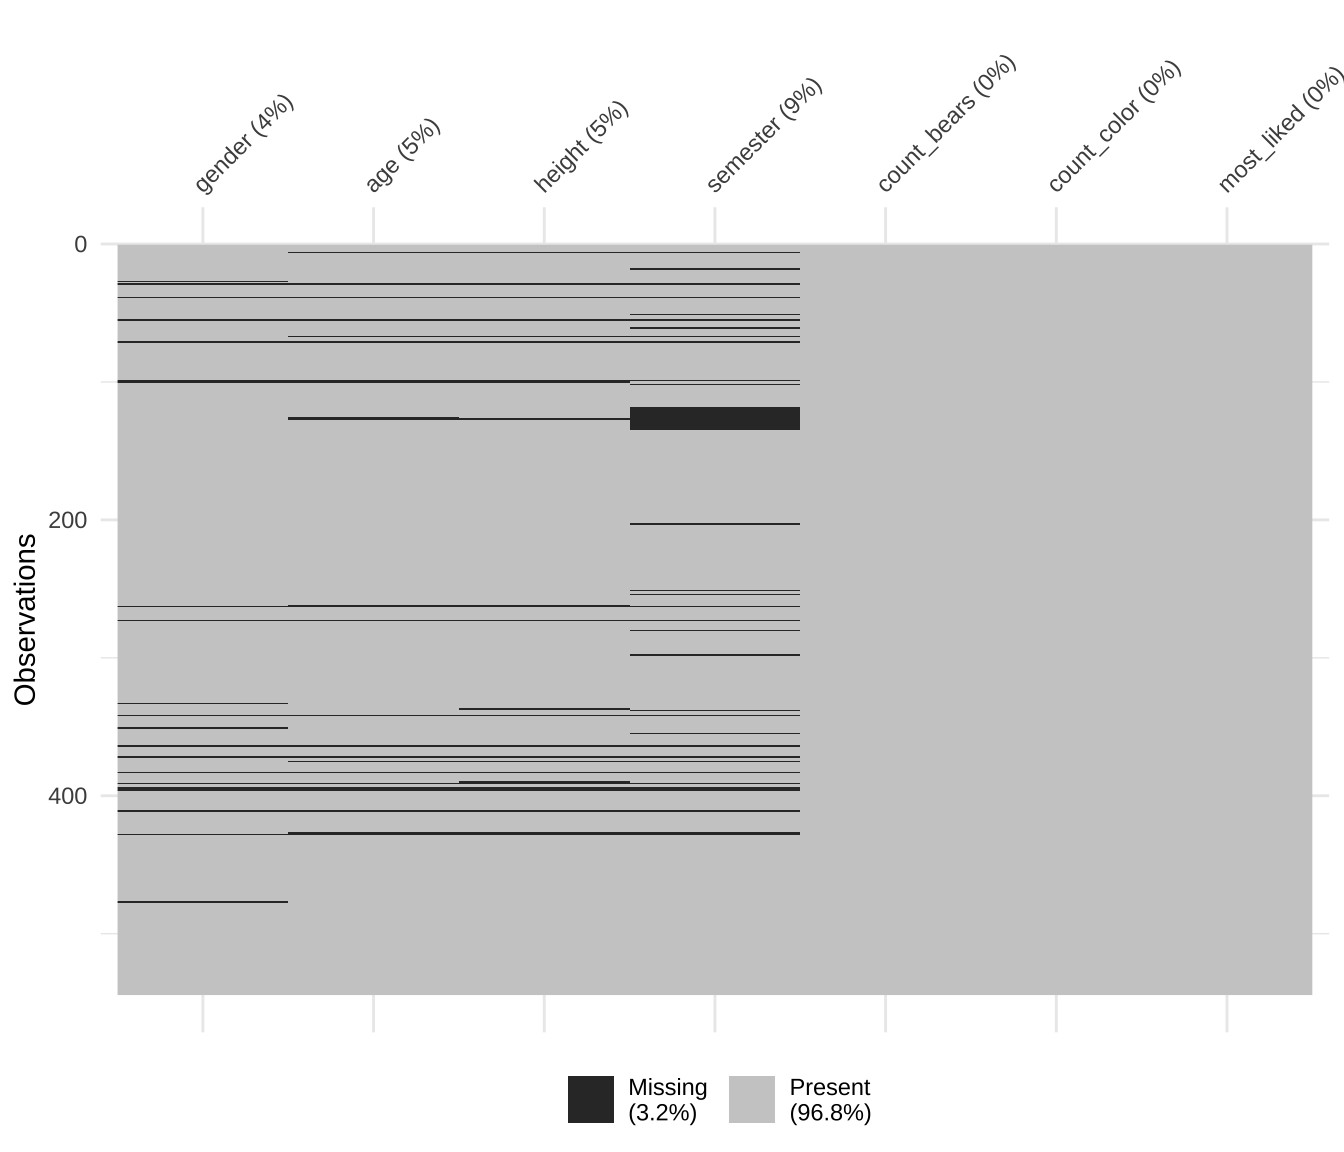 gender (4%)
age (5%)
height (5%)
semester (9%)
count_bears (0%)
count_color (0%)
most_liked (0%)
0
200
400
Observations
Missing
(3.2%)
Present
(96.8%)